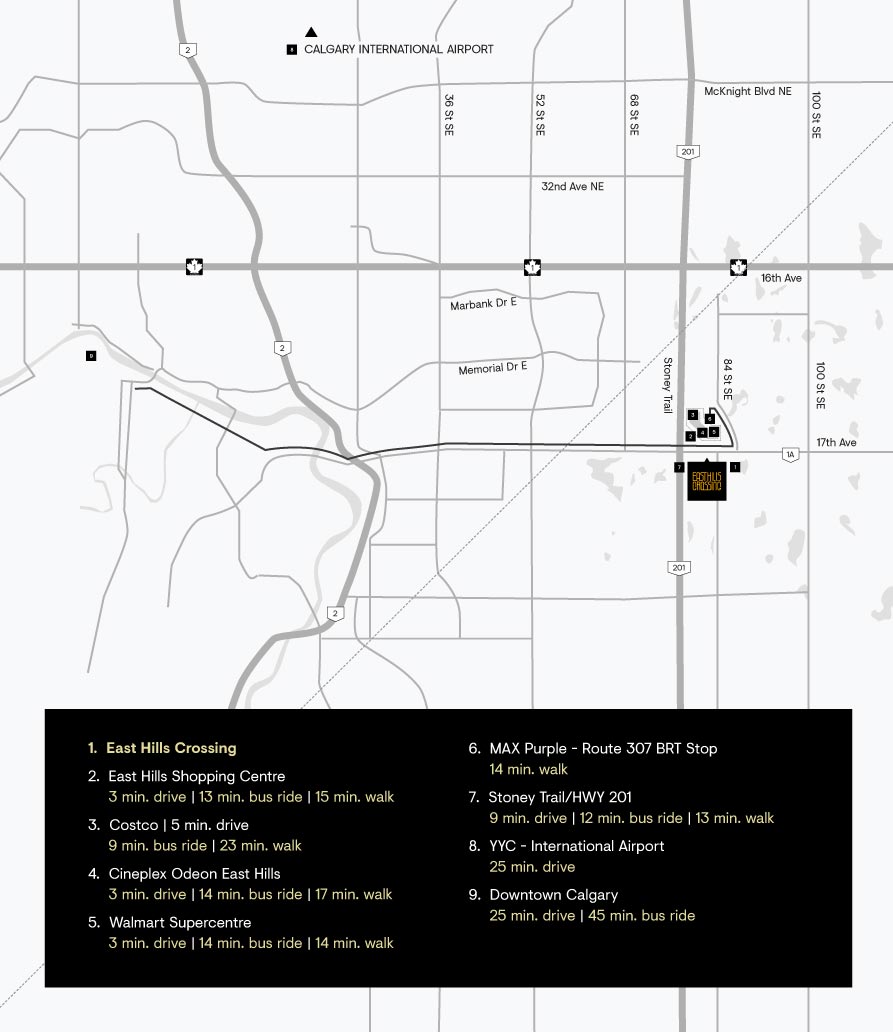 2
8 CALGARY INTERNATIONAL AIRPORT
McKnight Blvd NE
36 St SE
52 St SE
68 St SE
100 St SE
201
32nd Ave NE
1
1
1
16th Ave
Marbank Dr E
2
9
Memorial Dr E
Stoney Trail
84 St SE
100 St SE
3
6
2
4
5
17th Ave
1A
7
1
EASTHILLS
CROSSING
201
2
1. East Hills Crossing
2. East Hills Shopping Centre
3 min. drive | 13 min. bus ride | 15 min. walk
3. Costco | 5 min. drive
9 min. bus ride | 23 min. walk
4. Cineplex Odeon East Hills
3 min. drive | 14 min. bus ride | 17 min. walk
5. Walmart Supercentre
3 min. drive | 14 min. bus ride | 14 min. walk
6. MAX Purple - Route 307 BRT Stop
14 min. walk
7. Stoney Trail/HWY 201
9 min. drive | 12 min. bus ride | 13 min. walk
8. YYC - International Airport
25 min. drive
9. Downtown Calgary
25 min. drive | 45 min. bus ride